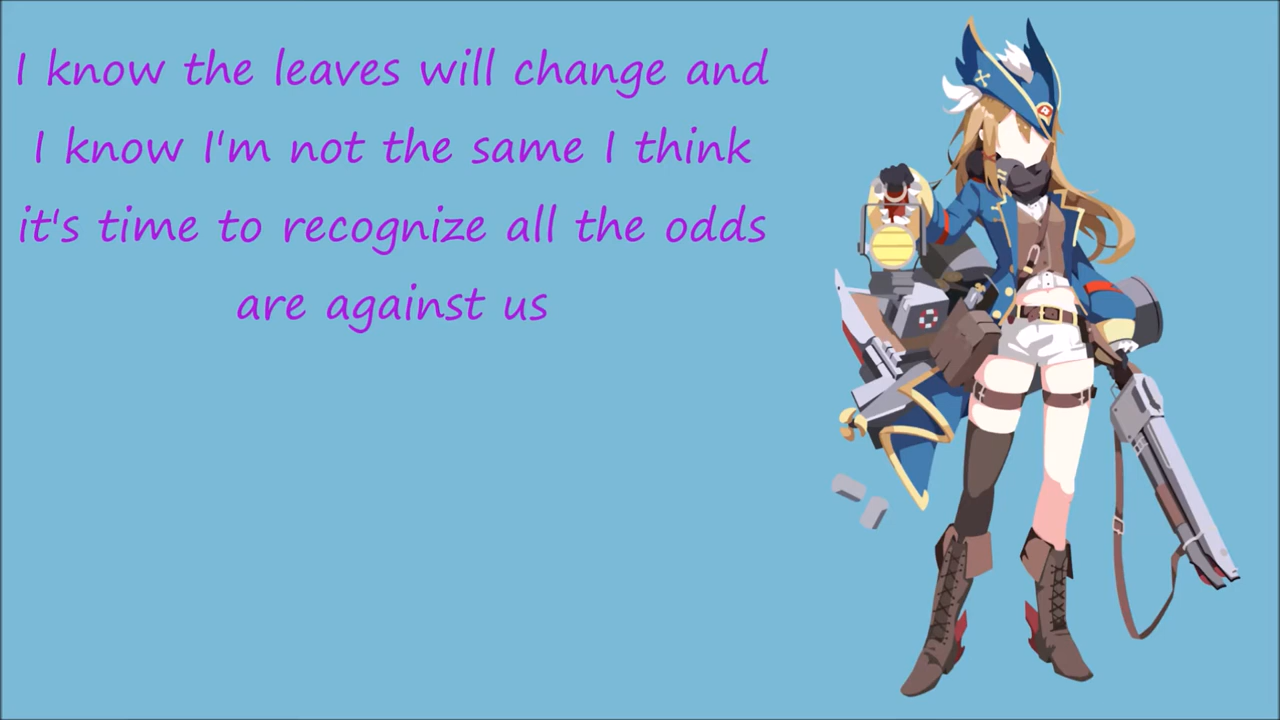 I know the leaves will change and
I know I'm not the same I think
it's time to recognize all the odds
are against us